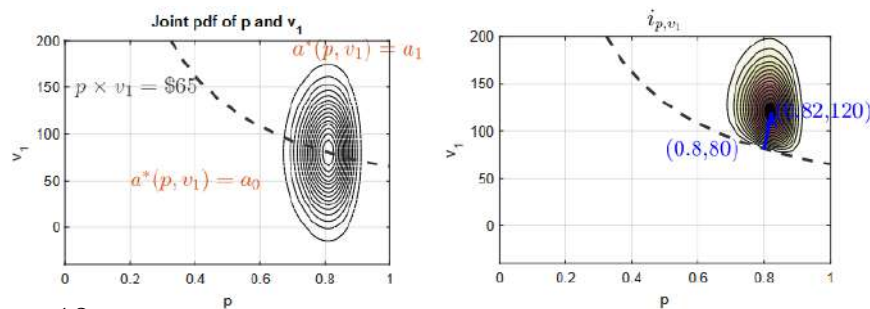 Joint pdf of p and v₁
a*(p, v₁) = a₁
p × v₁ = $65
a*(p, v₁) = a₀
200
150
100
50
0
v₁
0 0.2 0.4 0.6 0.8 1
p
i_{p,v₁}
(0.82,120)
(0.8,80)
200
150
100
50
0
v₁
0 0.2 0.4 0.6 0.8 1
p